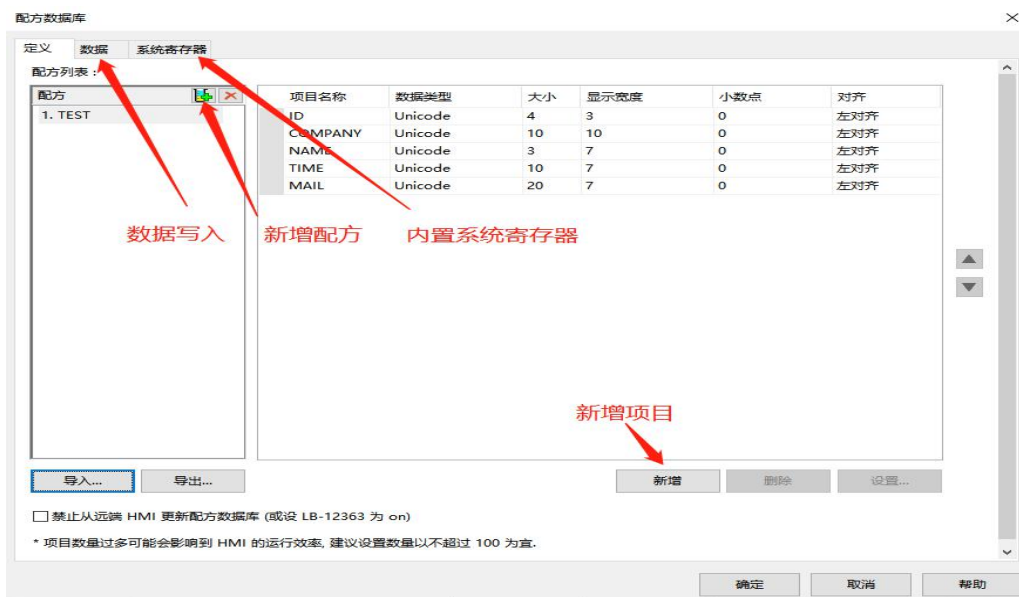 配方数据库
定义 数据 系统寄存器
配方列表：
配方 项目名称 数据类型 大小 显示宽度 小数点 对齐
1. TEST ID Unicode 4 3 0 左对齐
COMPANY Unicode 10 10 0 左对齐
NAME Unicode 3 7 0 左对齐
TIME Unicode 10 7 0 左对齐
MAIL Unicode 20 7 0 左对齐
数据写入 新增配方 内置系统寄存器
新增项目
导入... 导出... 新增 删除 设置...
禁止从远端 HMI 更新配方数据库 (或设 LB-12363 为 on)
* 项目数量过多可能会影响到 HMI 的运行效率, 建议设置数量以不超过 100 为宜.
确定 取消 帮助